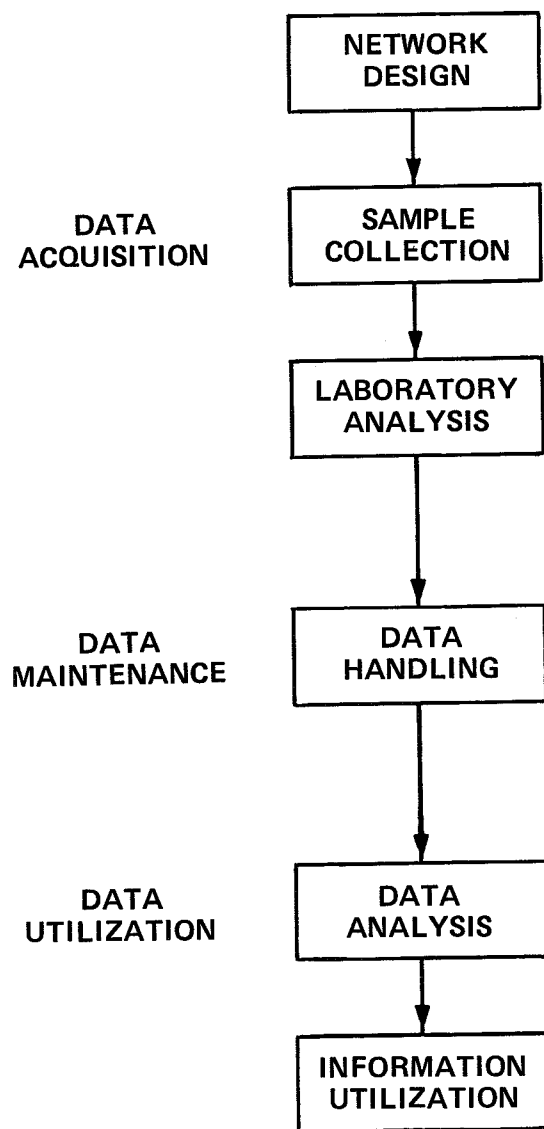 NETWORK
DESIGN
DATA
ACQUISITION
SAMPLE
COLLECTION
LABORATORY
ANALYSIS
DATA
MAINTENANCE
DATA
HANDLING
DATA
UTILIZATION
DATA
ANALYSIS
INFORMATION
UTILIZATION